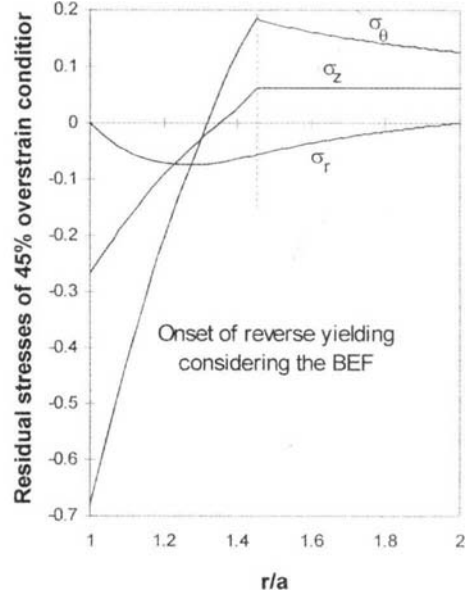 Residual stresses of 45% overstrain condition
0.2
0.1
0
-0.1
-0.2
-0.3
-0.4
-0.5
-0.6
-0.7
σθ
σz
σr
Onset of reverse yielding
considering the BEF
1
1.2
1.4
1.6
1.8
2
r/a